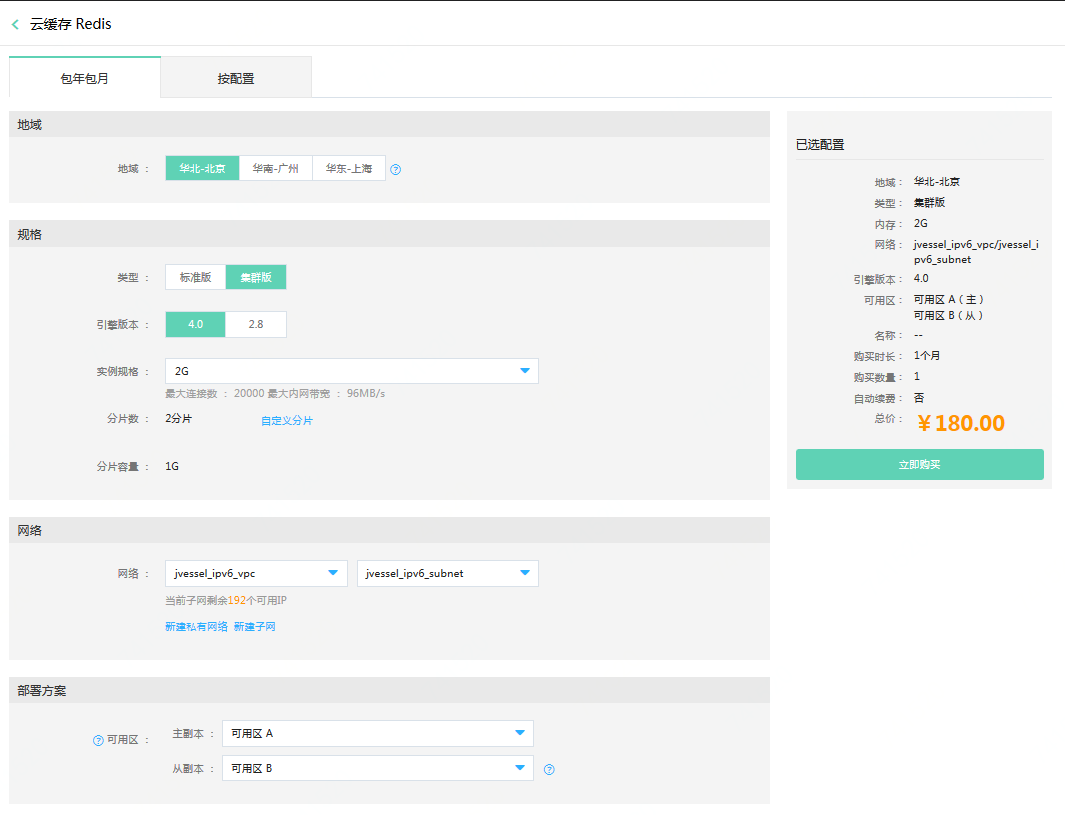 云缓存 Redis
包年包月 按配置
地域
地域 ： 华北-北京 华南-广州 华东-上海 ?
规格
类型 ： 标准版 集群版
引擎版本 ： 4.0 2.8
实例规格 ： 2G
最大连接数 ： 20000 最大内网带宽 ： 96MB/s
分片数 ： 2分片 自定义分片
分片容量 ： 1G
网络
网络 ： jvessel_ipv6_vpc jvessel_ipv6_subnet
当前子网剩余192个可用IP
新建私有网络 新建子网
部署方案
? 可用区 ： 主副本 ： 可用区 A
从副本 ： 可用区 B ?
已选配置
地域 ： 华北-北京
类型 ： 集群版
内存 ： 2G
网络 ： jvessel_ipv6_vpc/jvessel_i
pv6_subnet
引擎版本 ： 4.0
可用区 ： 可用区 A（主）
可用区 B（从）
名称 ： --
购买时长 ： 1个月
购买数量 ： 1
自动续费 ： 否
总价 ： ￥180.00
立即购买